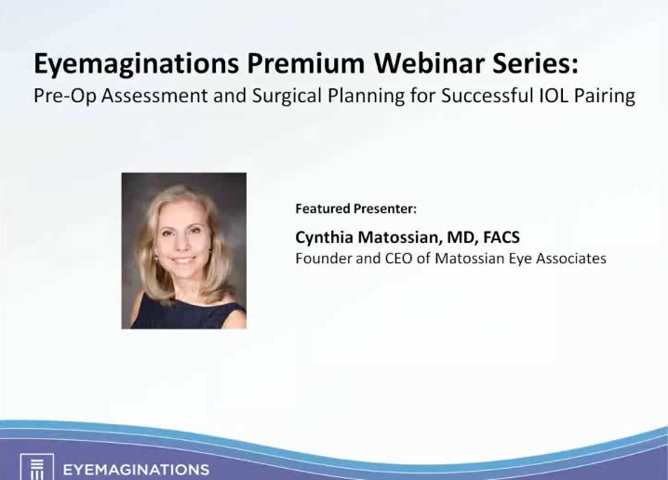 Eyemaginations Premium Webinar Series:
Pre-Op Assessment and Surgical Planning for Successful IOL Pairing
Featured Presenter:
Cynthia Matossian, MD, FACS
Founder and CEO of Matossian Eye Associates
EYEMAGINATIONS